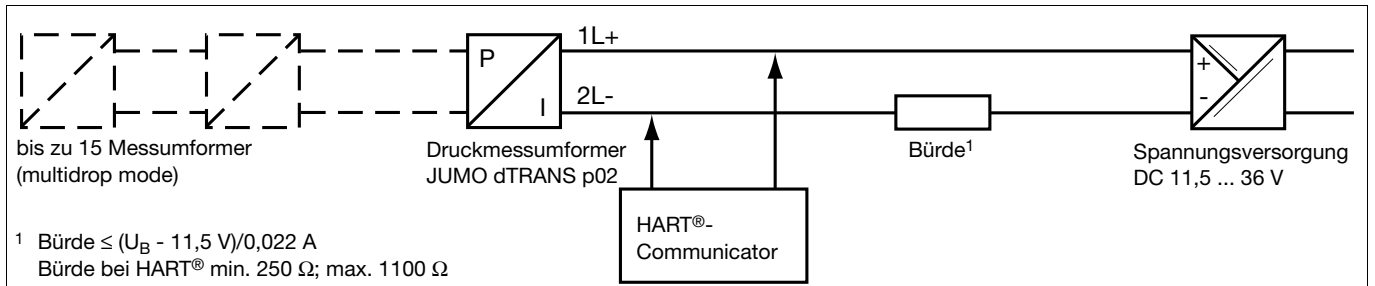 1L+
P
I
2L-
+
-
bis zu 15 Messumformer
(multidrop mode)
Druckmessumformer
JUMO dTRANS p02
Bürde¹
Spannungsversorgung
DC 11,5 ... 36 V
HART®-
Communicator
¹ Bürde ≤ (U_B - 11,5 V)/0,022 A
Bürde bei HART® min. 250 Ω; max. 1100 Ω